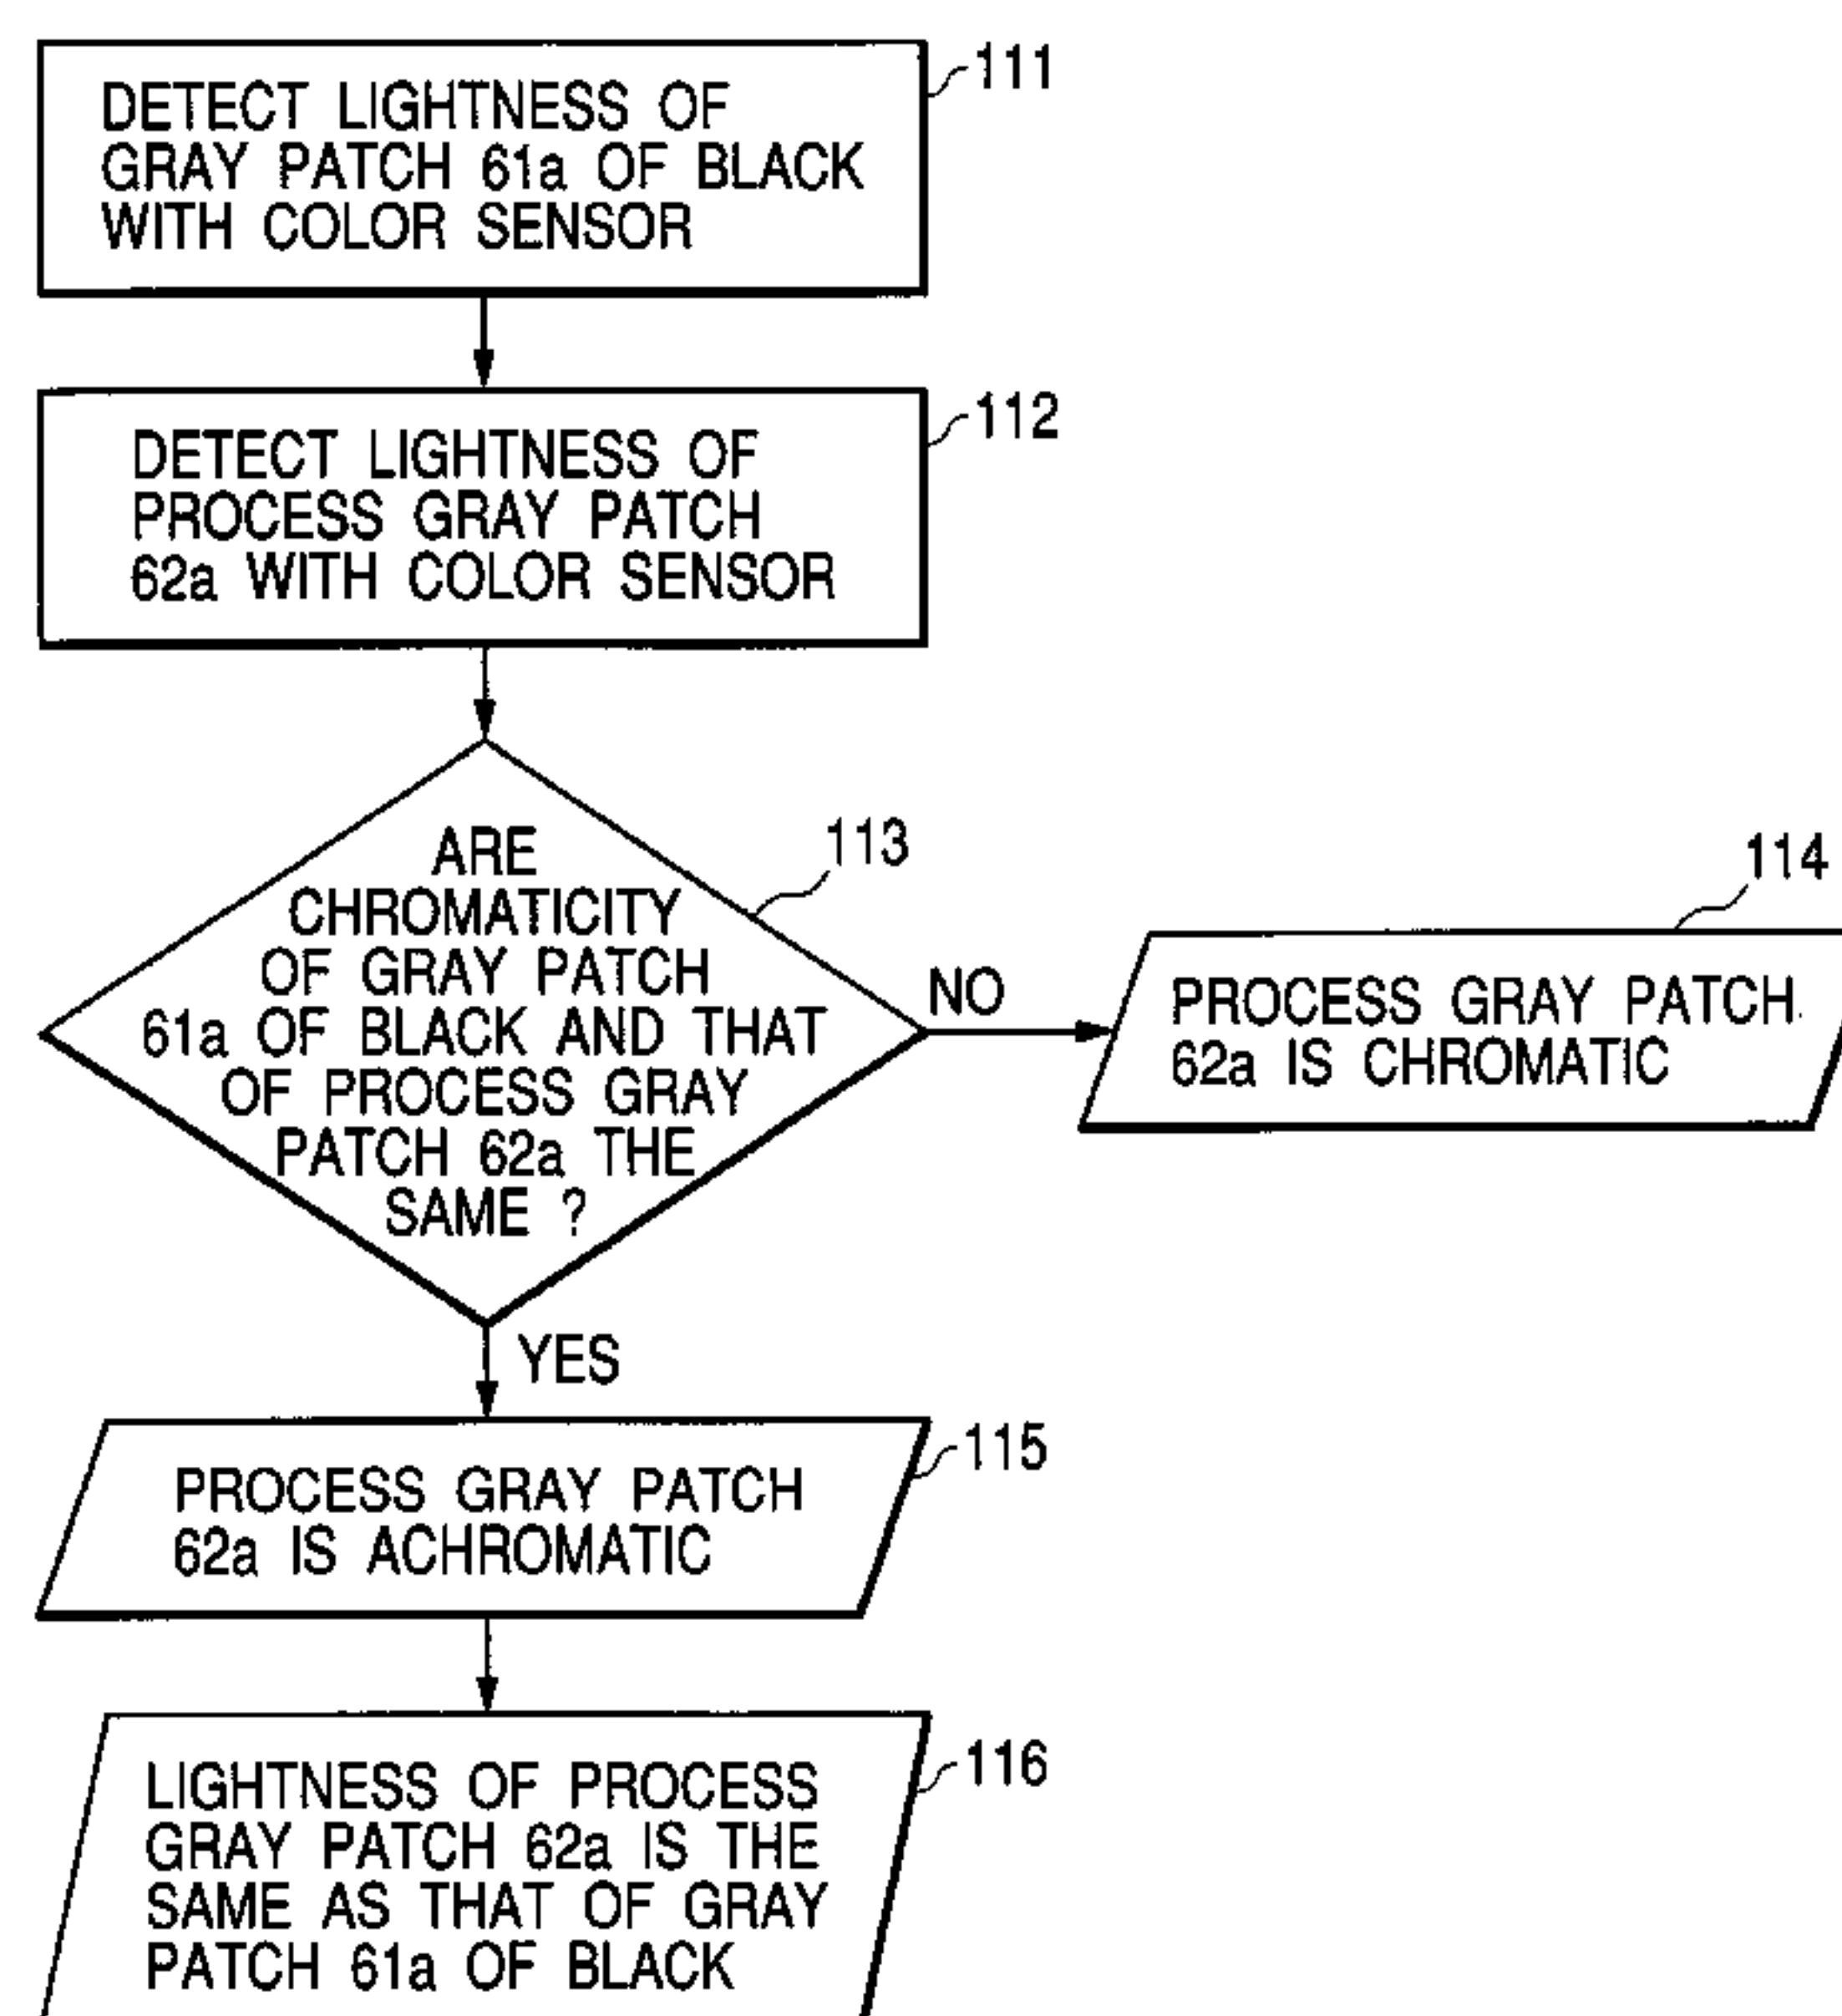 DETECT LIGHTNESS OF
GRAY PATCH 61a OF BLACK
WITH COLOR SENSOR
111
DETECT LIGHTNESS OF
PROCESS GRAY PATCH
62a WITH COLOR SENSOR
112
ARE
CHROMATICITY
OF GRAY PATCH
61a OF BLACK AND THAT
OF PROCESS GRAY
PATCH 62a THE
SAME ?
113
NO
114
PROCESS GRAY PATCH
62a IS CHROMATIC
YES
PROCESS GRAY PATCH
62a IS ACHROMATIC
115
LIGHTNESS OF PROCESS
GRAY PATCH 62a IS THE
SAME AS THAT OF GRAY
PATCH 61a OF BLACK
116